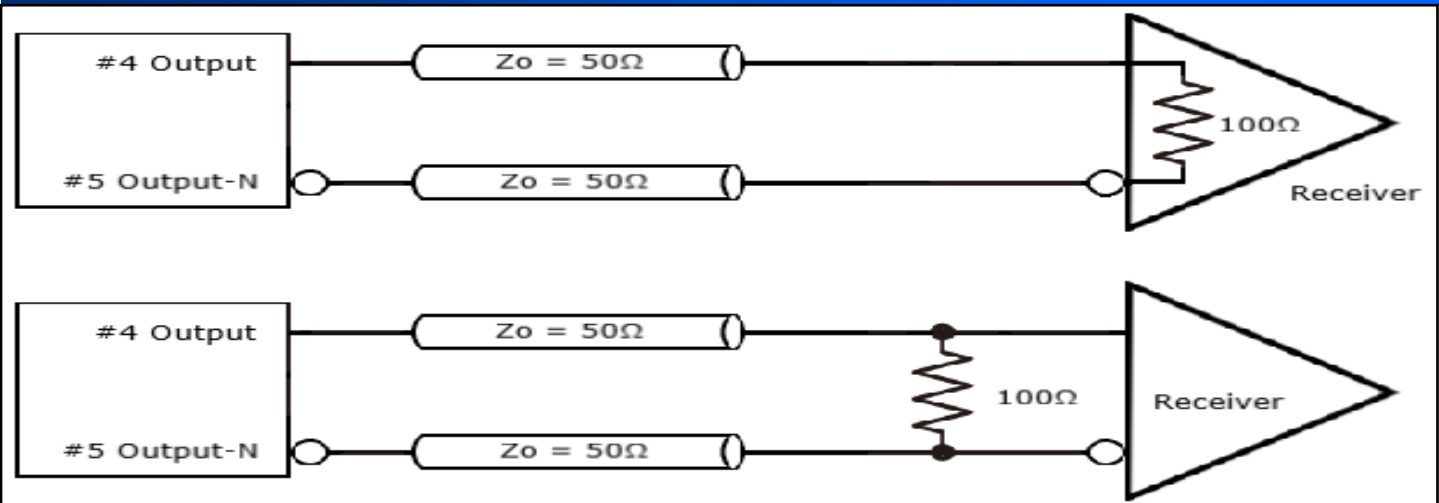 #4 Output
Zo = 50Ω
100Ω
#5 Output-N
Zo = 50Ω
Receiver
#4 Output
Zo = 50Ω
100Ω
Receiver
#5 Output-N
Zo = 50Ω